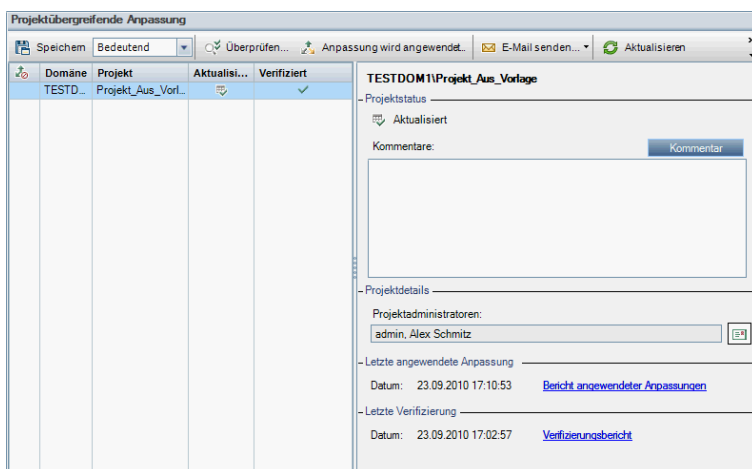 Projektübergreifende Anpassung
Speichern Bedeutend Überprüfen... Anpassung wird angewendet.. E-Mail senden... Aktualisieren
Domäne Projekt Aktualisi... Verifiziert
TESTD... Projekt_Aus_Vorl...
TESTDOM1\Projekt_Aus_Vorlage
Projektstatus
Aktualisiert
Kommentare: Kommentar
Projektdetails
Projektadministratoren:
admin, Alex Schmitz
Letzte angewendete Anpassung
Datum: 23.09.2010 17:10:53 Bericht angewendeter Anpassungen
Letzte Verifizierung
Datum: 23.09.2010 17:02:57 Verifizierungsbericht